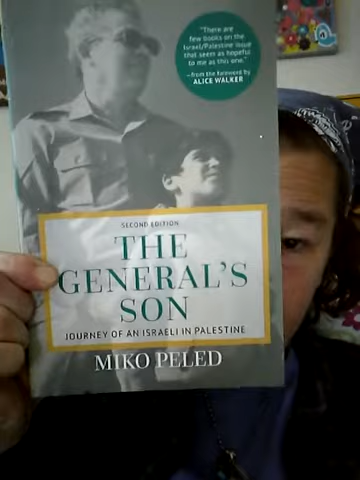 "There are
few books on the
Israel/Palestine issue
that seem as hopeful
to me as this one."
—from the foreword by
ALICE WALKER
SECOND EDITION
THE
GENERAL'S
SON
JOURNEY OF AN ISRAELI IN PALESTINE
MIKO PELED